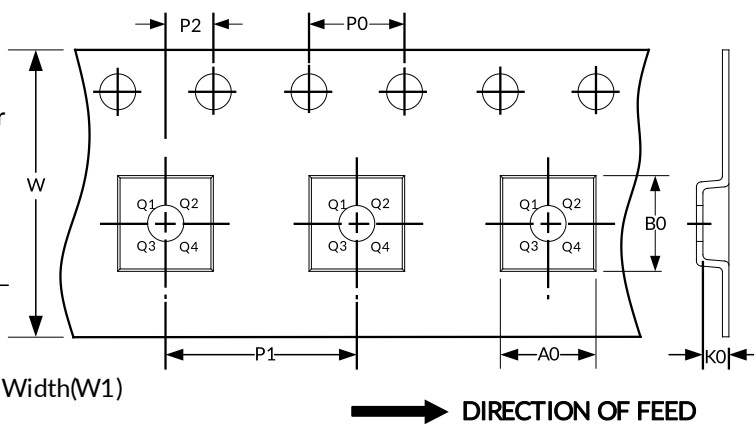 P2
P0
r
W
Q1 Q2
Q3 Q4
Q1 Q2
Q3 Q4
Q1 Q2
Q3 Q4
B0
P1
A0
K0
Width(W1)
DIRECTION OF FEED